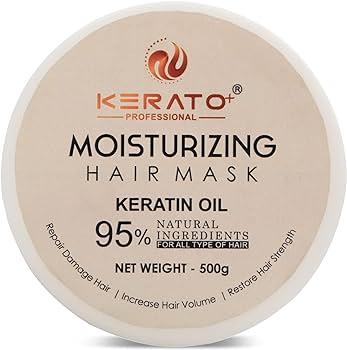 KERATO+®
PROFESSIONAL
MOISTURIZING
HAIR MASK
KERATIN OIL
95% NATURAL
INGREDIENTS
FOR ALL TYPE OF HAIR
NET WEIGHT - 500g
Repair Damage Hair | Increase Hair Volume | Restore Hair Strength